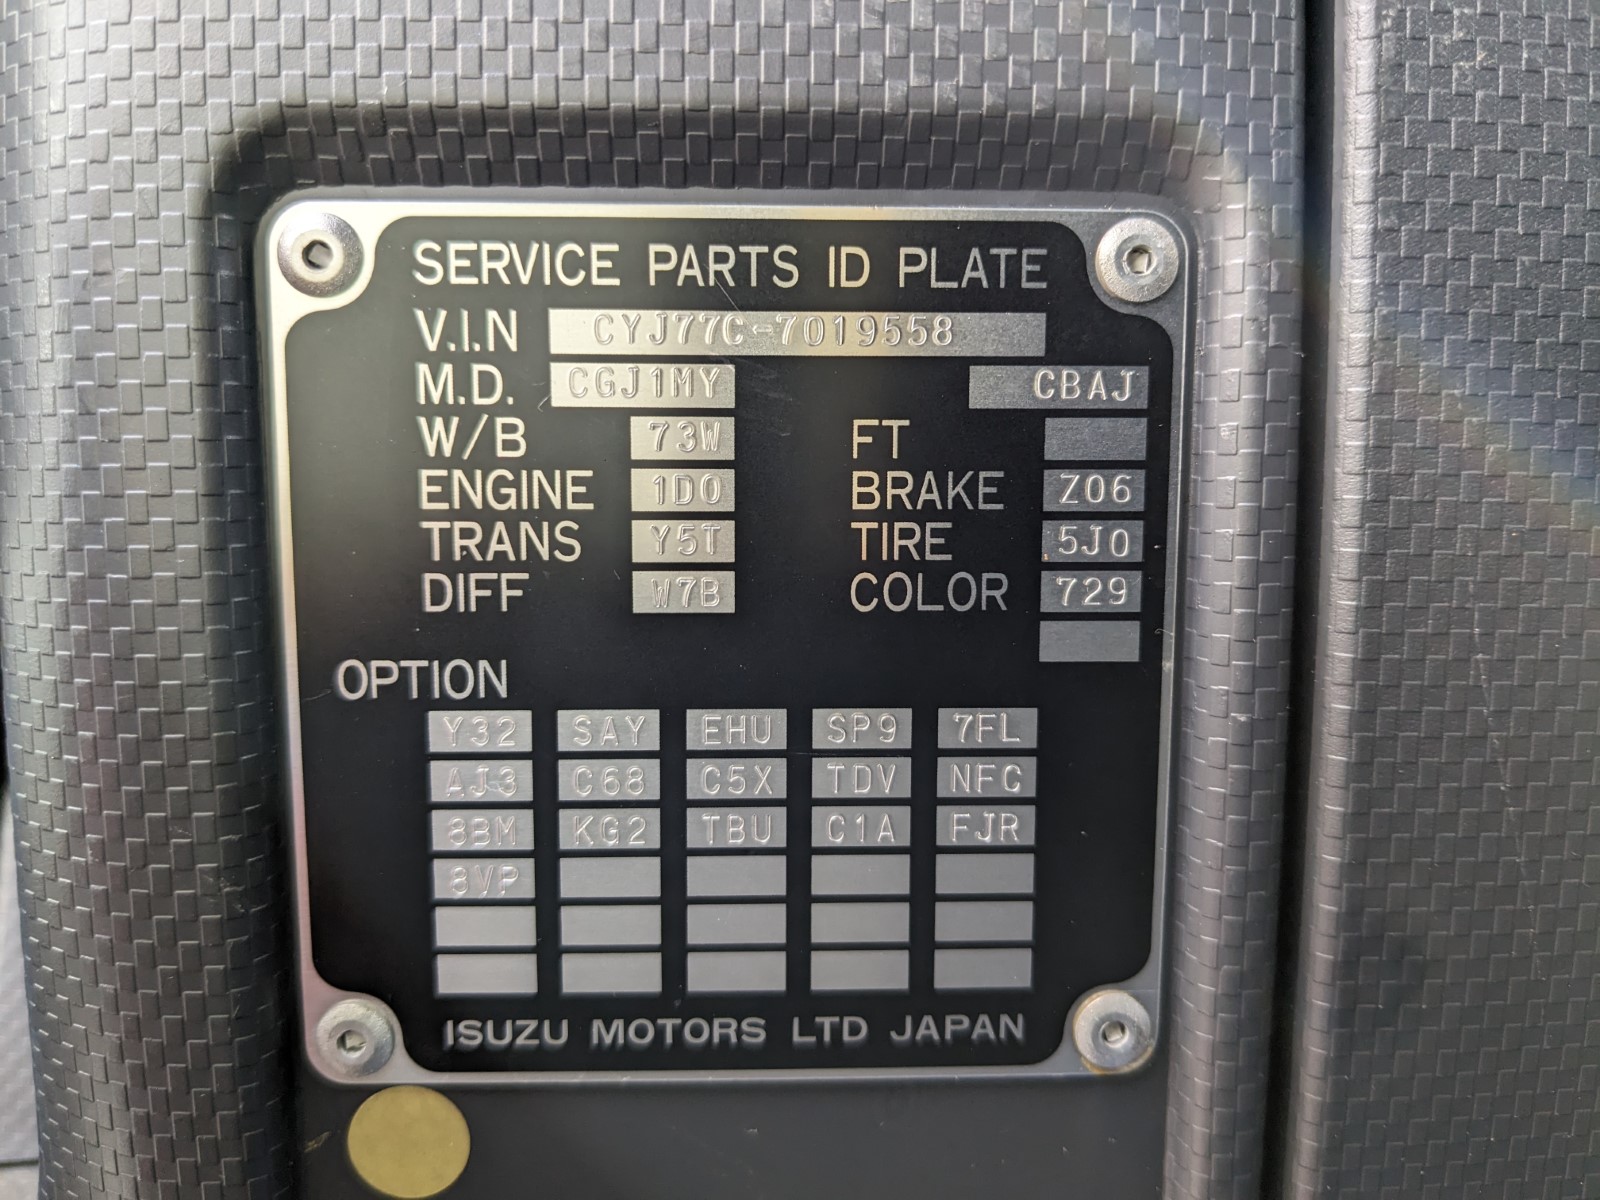 SERVICE PARTS ID PLATE
V.I.N CYJ77C-7019558
M.D. CGJ1MY CBAJ
W/B 73W FT
ENGINE 1D0 BRAKE Z06
TRANS Y5T TIRE 5J0
DIFF W7B COLOR 729
OPTION
Y32 SAY EHU SP9 7FL
AJ3 C68 C5X TDV NFC
8BM KG2 TBU C1A FJR
8VP
ISUZU MOTORS LTD JAPAN